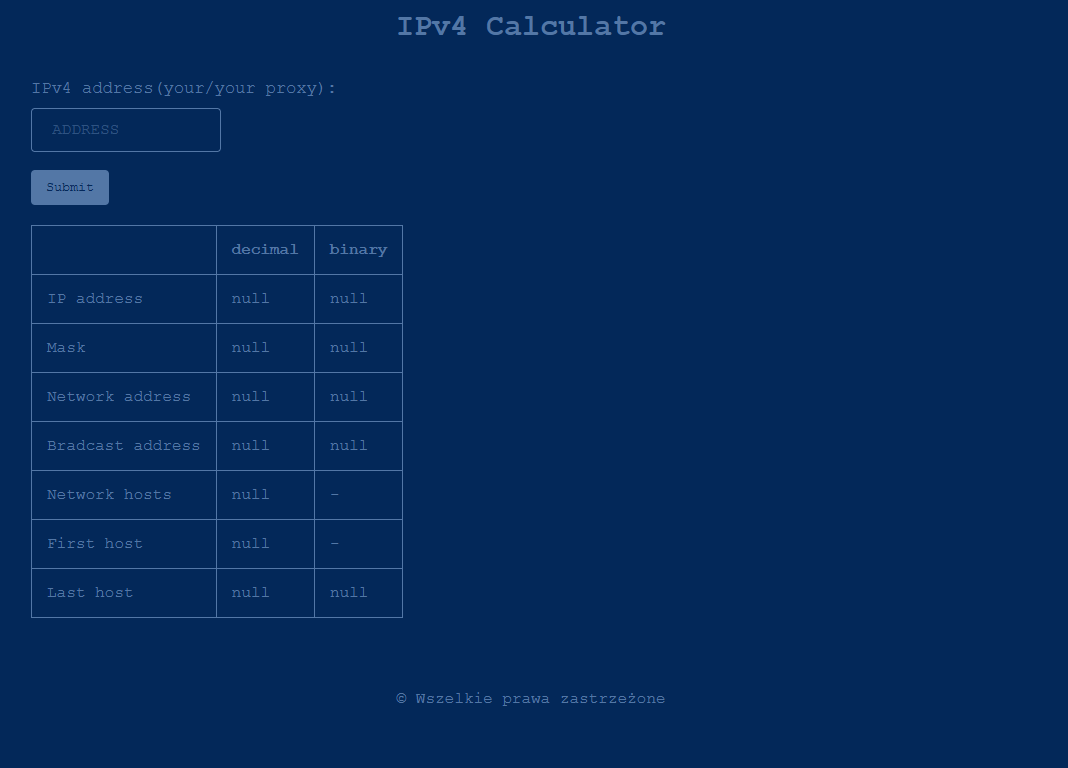 IPv4 Calculator
IPv4 address(your/your proxy):
ADDRESS
Submit
decimal binary
IP address null null
Mask null null
Network address null null
Bradcast address null null
Network hosts null -
First host null -
Last host null null
© Wszelkie prawa zastrzeżone